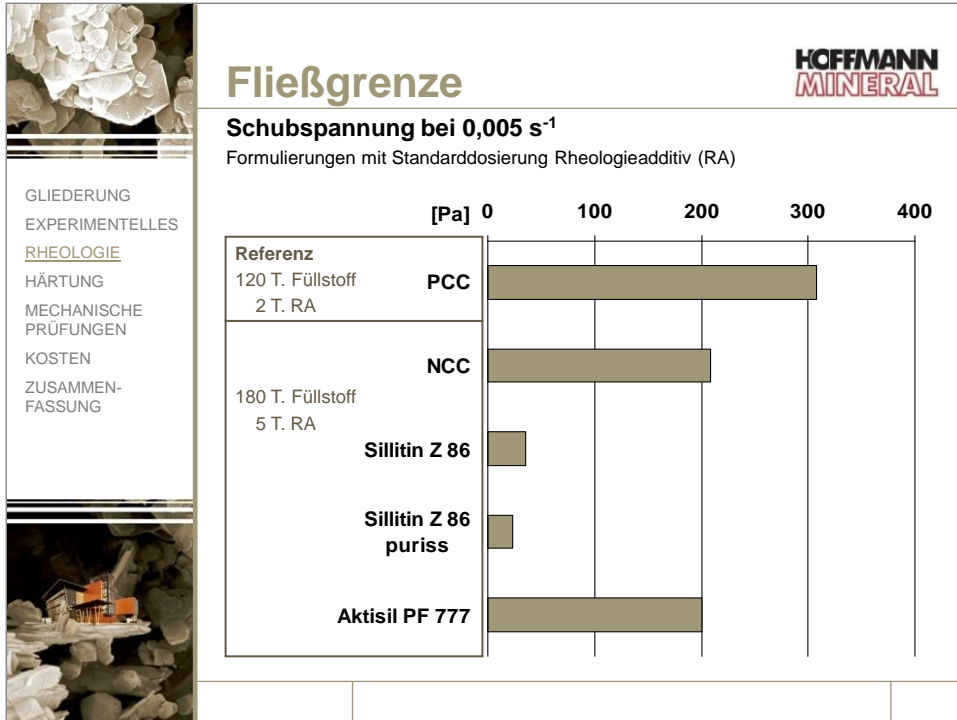 Fließgrenze
HOFFMANN
MINERAL
Schubspannung bei 0,005 s-1
Formulierungen mit Standarddosierung Rheologieadditiv (RA)
GLIEDERUNG
EXPERIMENTELLES
RHEOLOGIE
HÄRTUNG
MECHANISCHE
PRÜFUNGEN
KOSTEN
ZUSAMMEN-
FASSUNG
[Pa] 0 100 200 300 400
Referenz
120 T. Füllstoff
2 T. RA
PCC
NCC
180 T. Füllstoff
5 T. RA
Sillitin Z 86
Sillitin Z 86
puriss
Aktisil PF 777